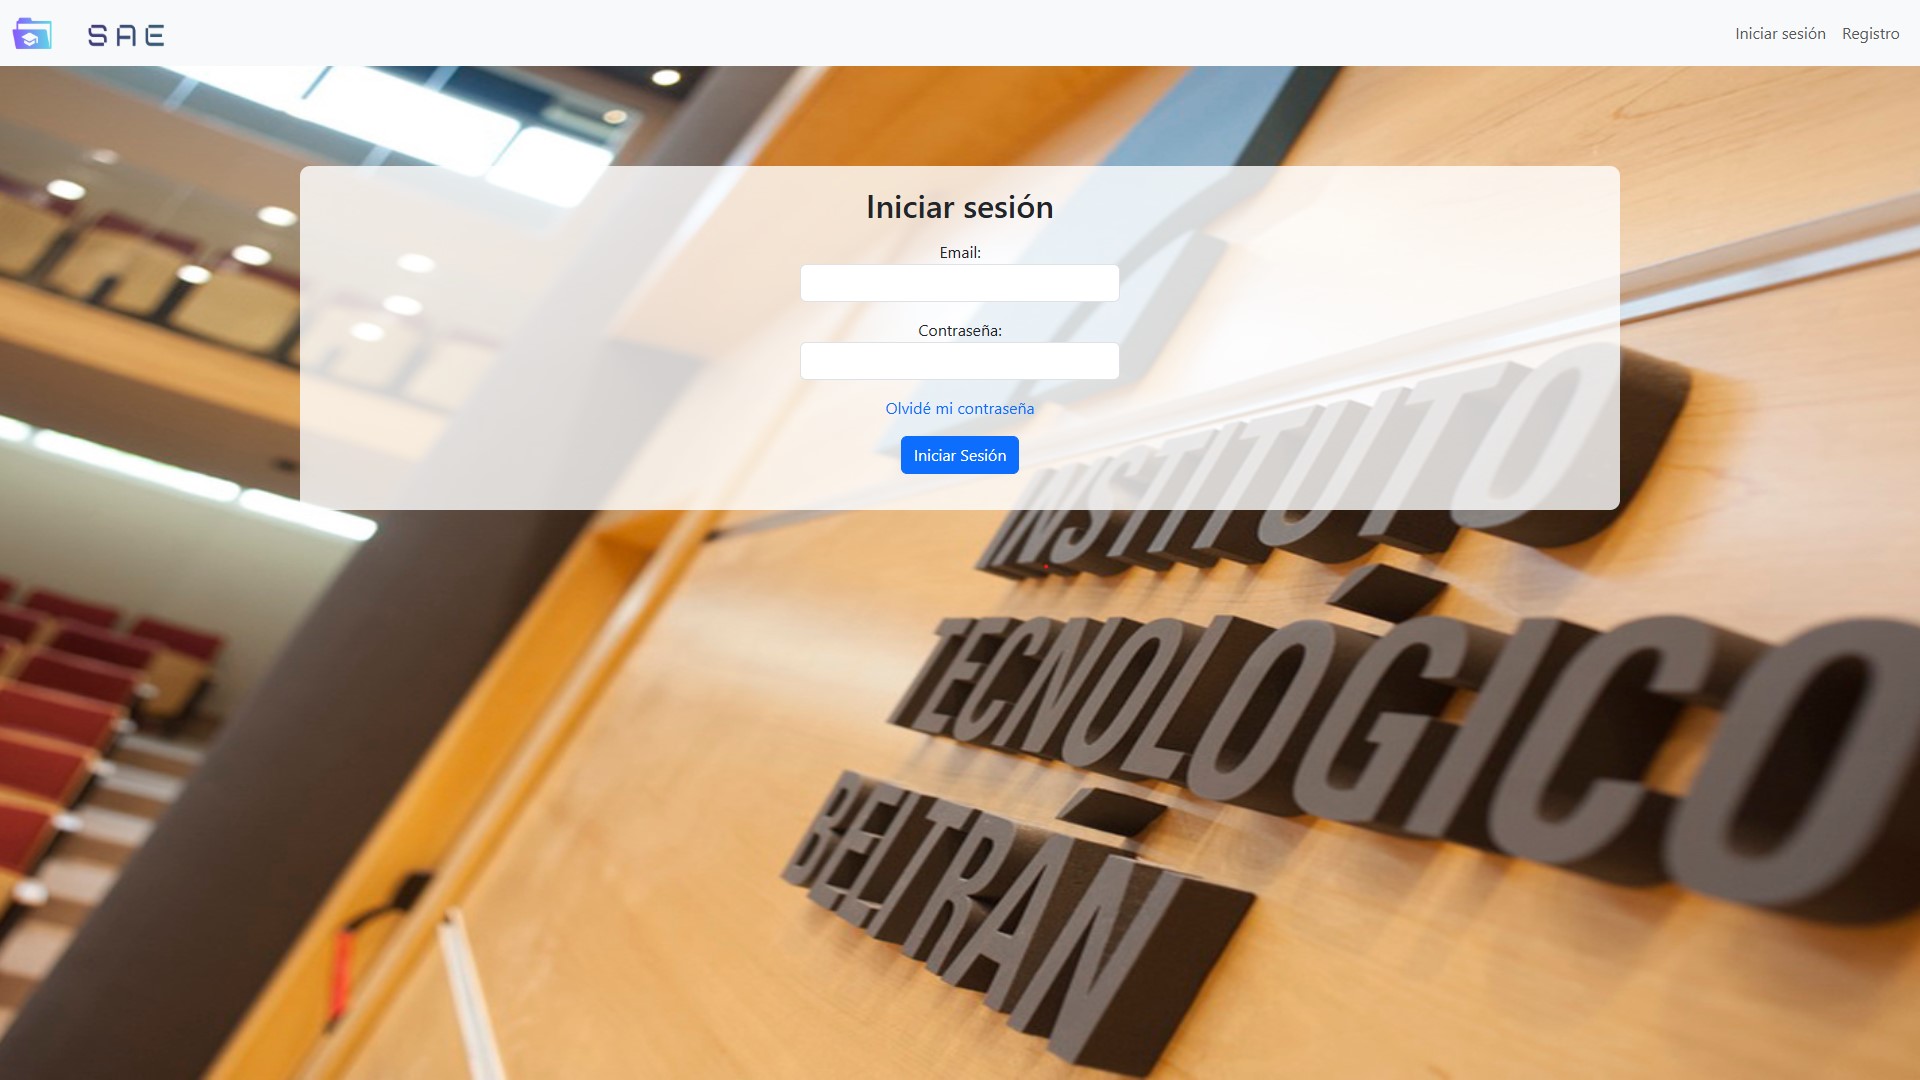 SAE
Iniciar sesión
Registro
Iniciar sesión
Email:
Contraseña:
Olvidé mi contraseña
Iniciar Sesión
INSTITUTO
TECNOLÓGICO
BELTRÁN